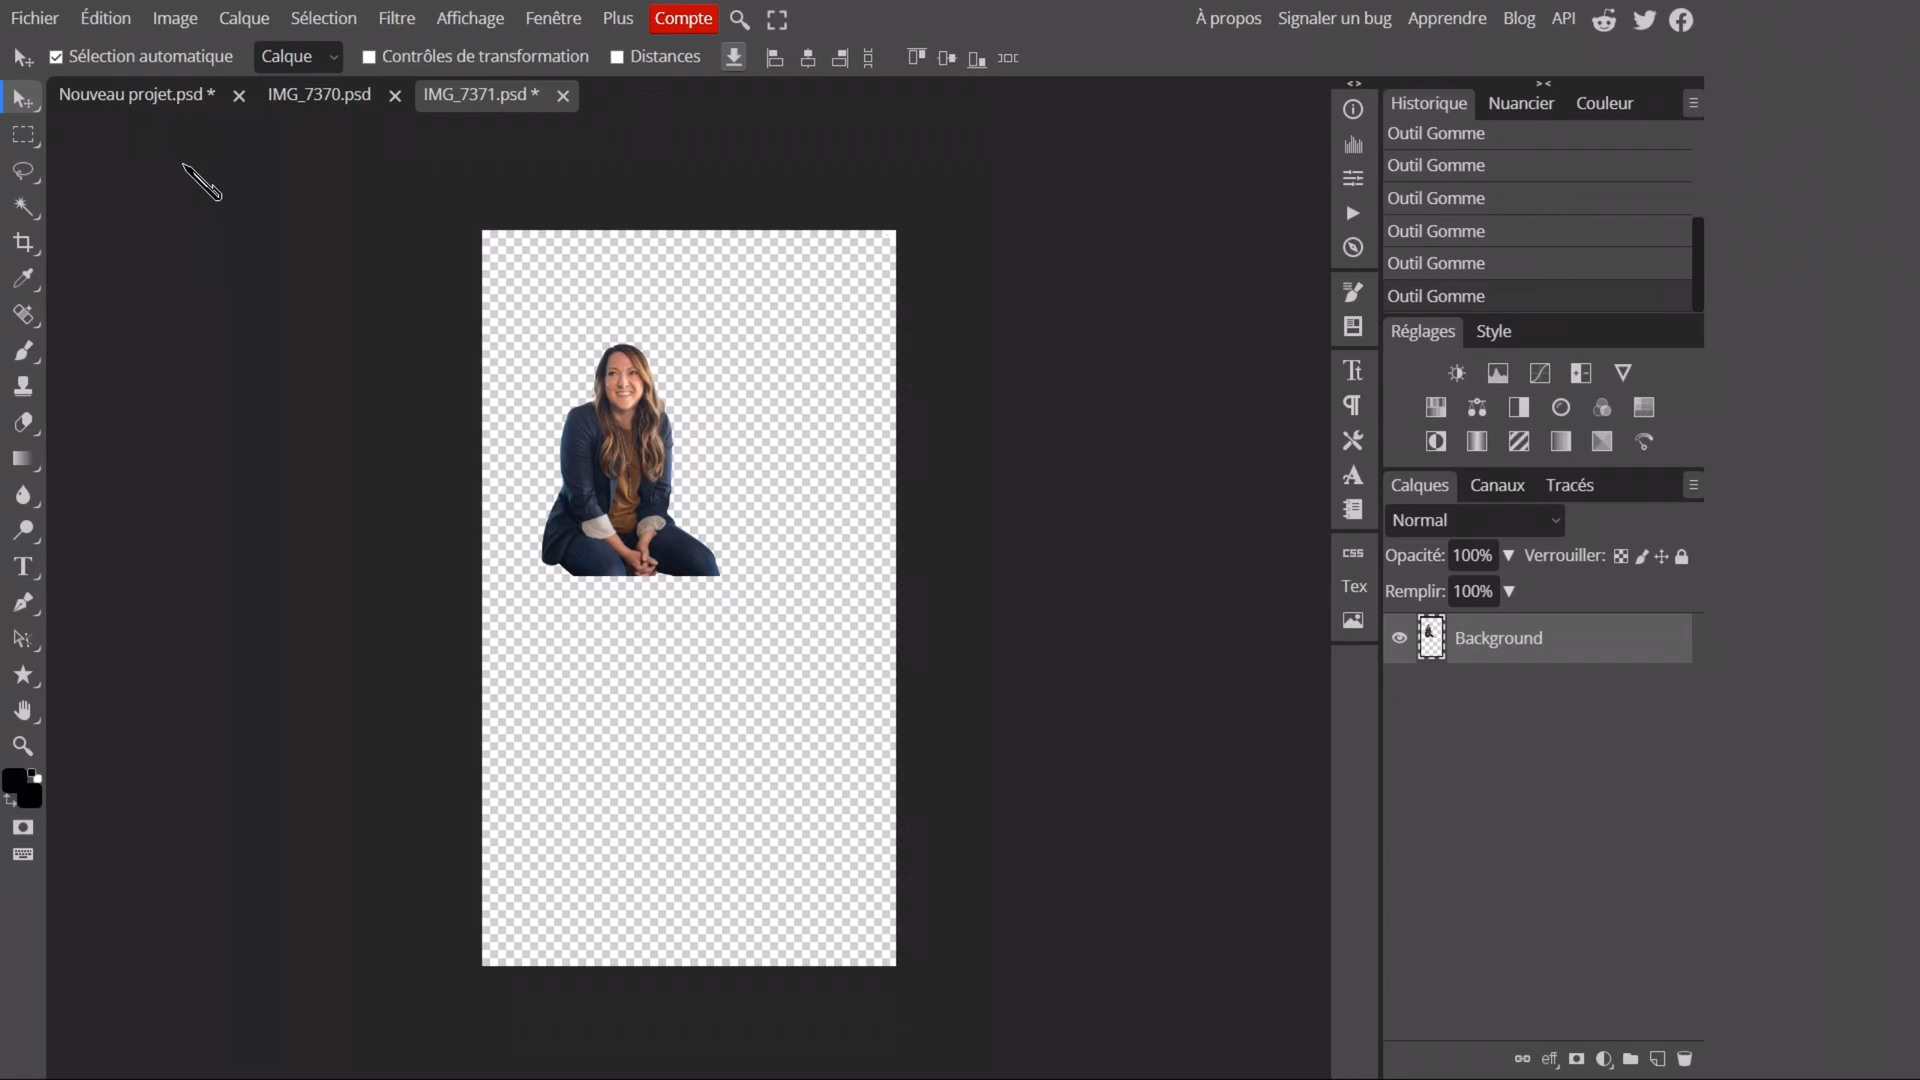 Fichier Édition Image Calque Sélection Filtre Affichage Fenêtre Plus Compte À propos Signaler un bug Apprendre Blog API
Sélection automatique Calque Contrôles de transformation Distances
Nouveau projet.psd * IMG_7370.psd IMG_7371.psd *
Historique Nuancier Couleur
Outil Gomme
Outil Gomme
Outil Gomme
Outil Gomme
Outil Gomme
Outil Gomme
Réglages Style
Calques Canaux Tracés
Normal
Opacité: 100% Verrouiller:
Remplir: 100%
Background
CSS
Tex
eff